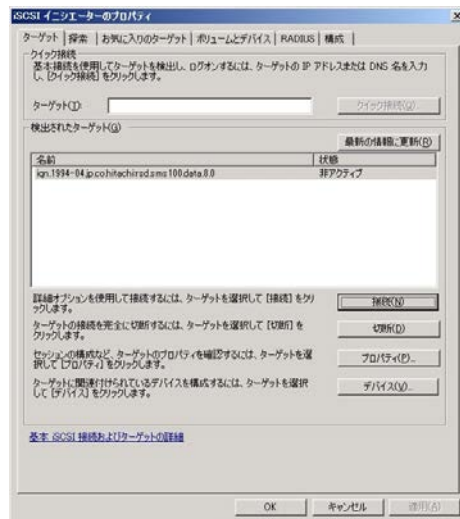 iSCSI イニシエーターのプロパティ
ターゲット 探索 お気に入りのターゲット ボリュームとデバイス RADIUS 構成
クイック接続
基本接続を使用してターゲットを検出し、ログオンするには、ターゲットの IP アドレスまたは DNS 名を入力
し、[クイック接続] をクリックします。
ターゲット(T):
クイック接続(Q)...
検出されたターゲット(G)
最新の情報に更新(R)
名前 状態
iqn.1994-04.jp.co.hitachi:rsd.sms100.data.8.0 非アクティブ
詳細オプションを使用して接続するには、ターゲットを選択して [接続] をクリ
ックします。
接続(N)
ターゲットの接続を完全に切断するには、ターゲットを選択して [切断] を
クリックします。
切断(D)
セッションの構成など、ターゲットのプロパティを確認するには、ターゲットを選
択して [プロパティ] をクリックします。
プロパティ(P)...
ターゲットに関連付けられているデバイスを構成するには、ターゲットを選択
して [デバイス] をクリックします。
デバイス(V)...
基本 iSCSI 接続およびターゲットの詳細
OK キャンセル 適用(A)